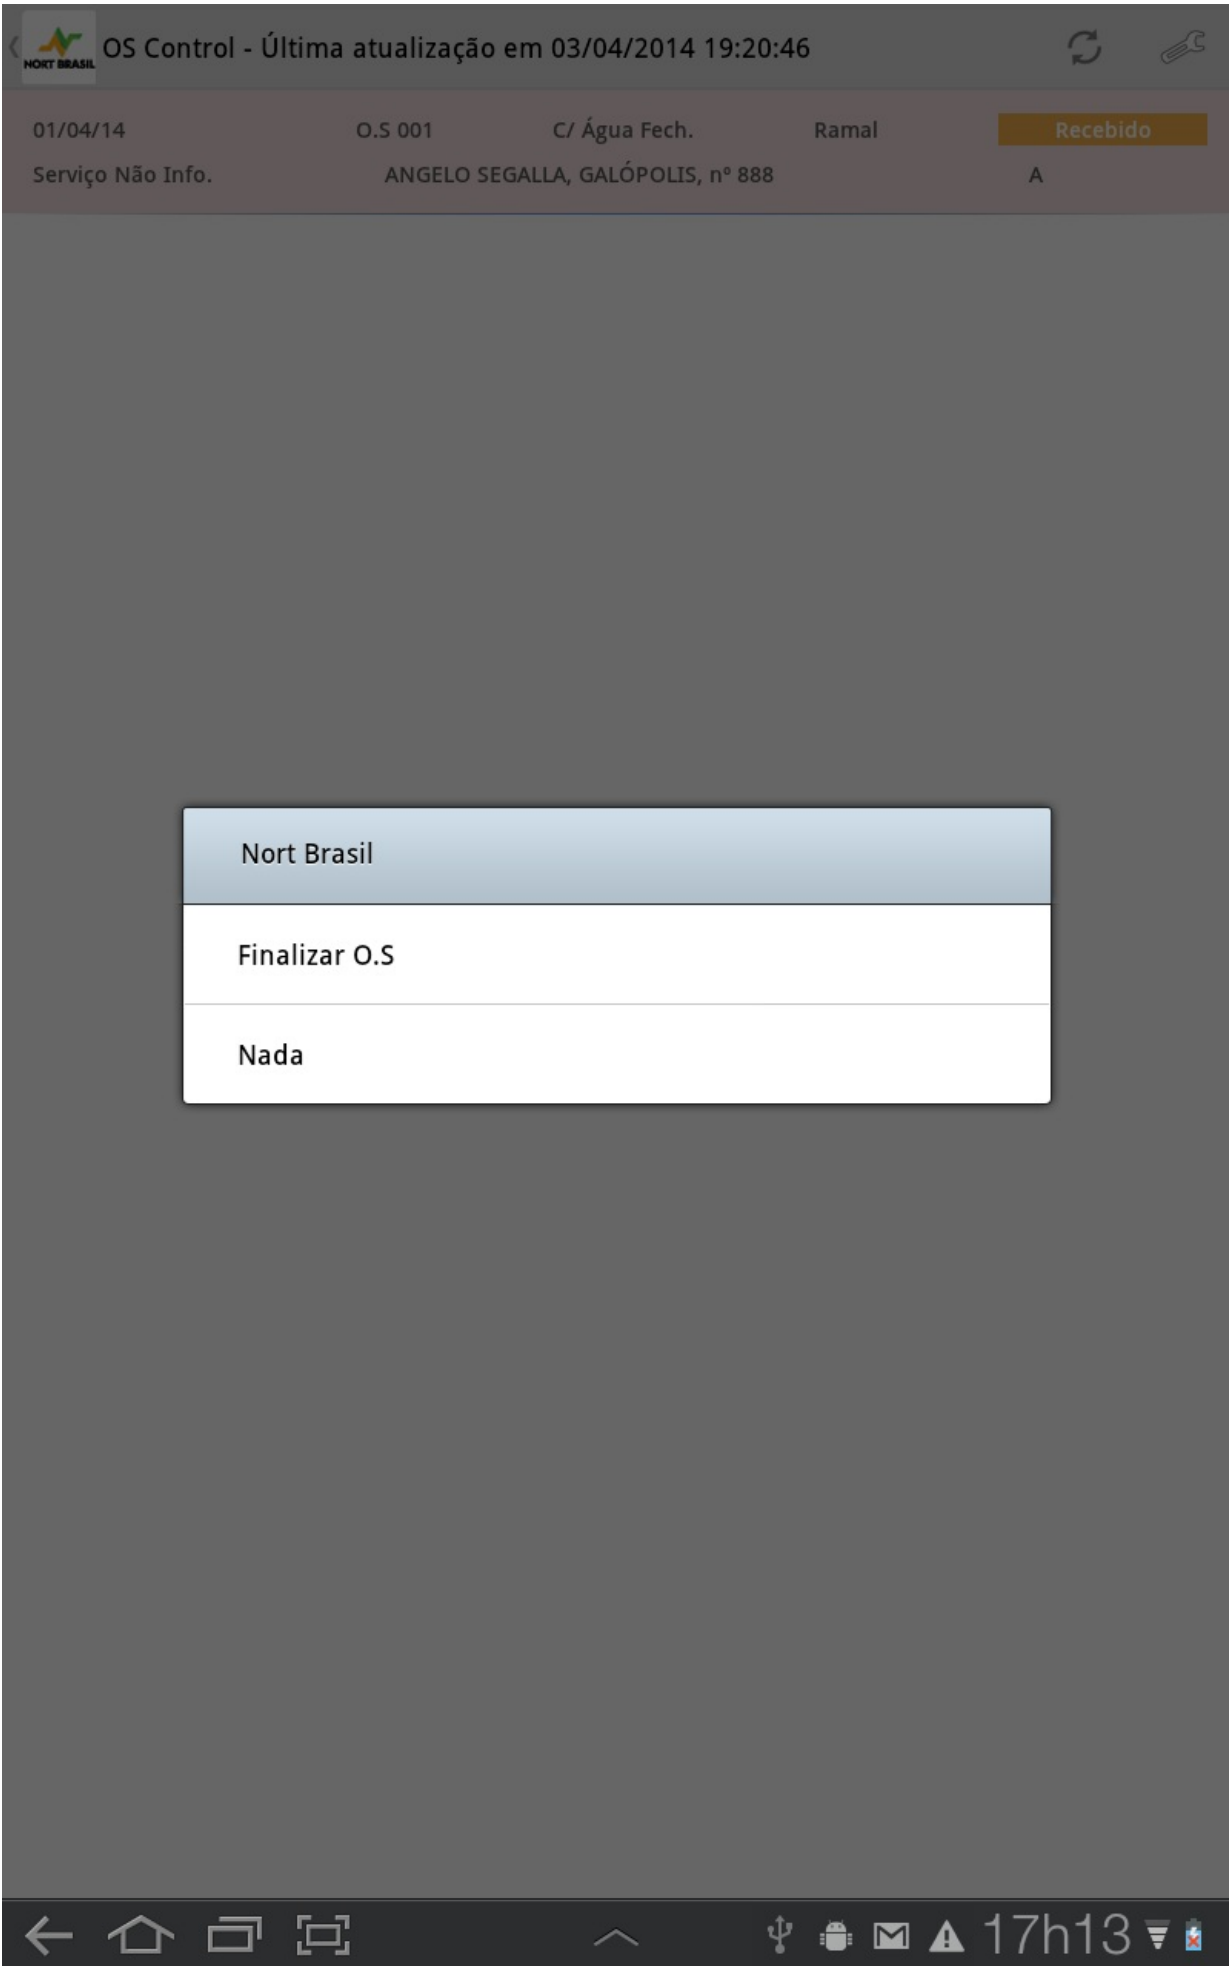 NORT BRASIL
OS Control - Última atualização em 03/04/2014 19:20:46
01/04/14 O.S 001 C/ Água Fech. Ramal Recebido
Serviço Não Info. ANGELO SEGALLA, GALÓPOLIS, nº 888 A
Nort Brasil
Finalizar O.S
Nada
17h13